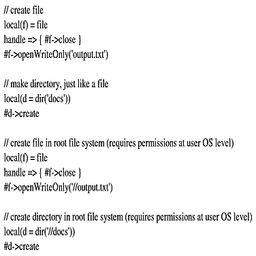 // create file
local(f) = file
handle => { #f->close }
#f->openWriteOnly('output.txt')

// make directory, just like a file
local(d = dir('docs'))
#d->create

// create file in root file system (requires permissions at user OS level)
local(f) = file
handle => { #f->close }
#f->openWriteOnly('//output.txt')

// create directory in root file system (requires permissions at user OS level)
local(d = dir('//docs'))
#d->create